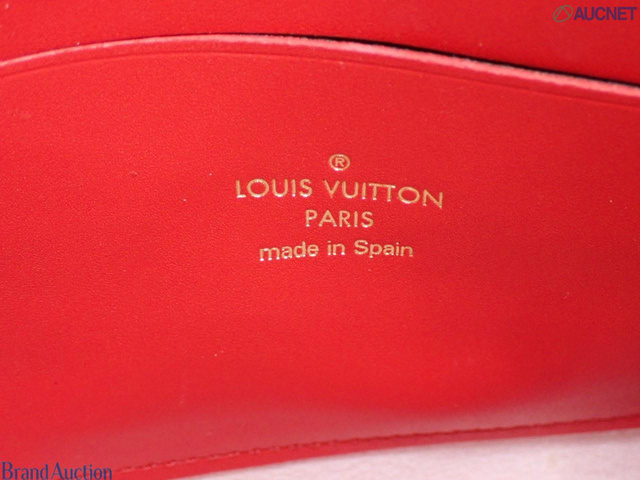 AUCNET
®
LOUIS VUITTON
PARIS
made in Spain
Brand Auction